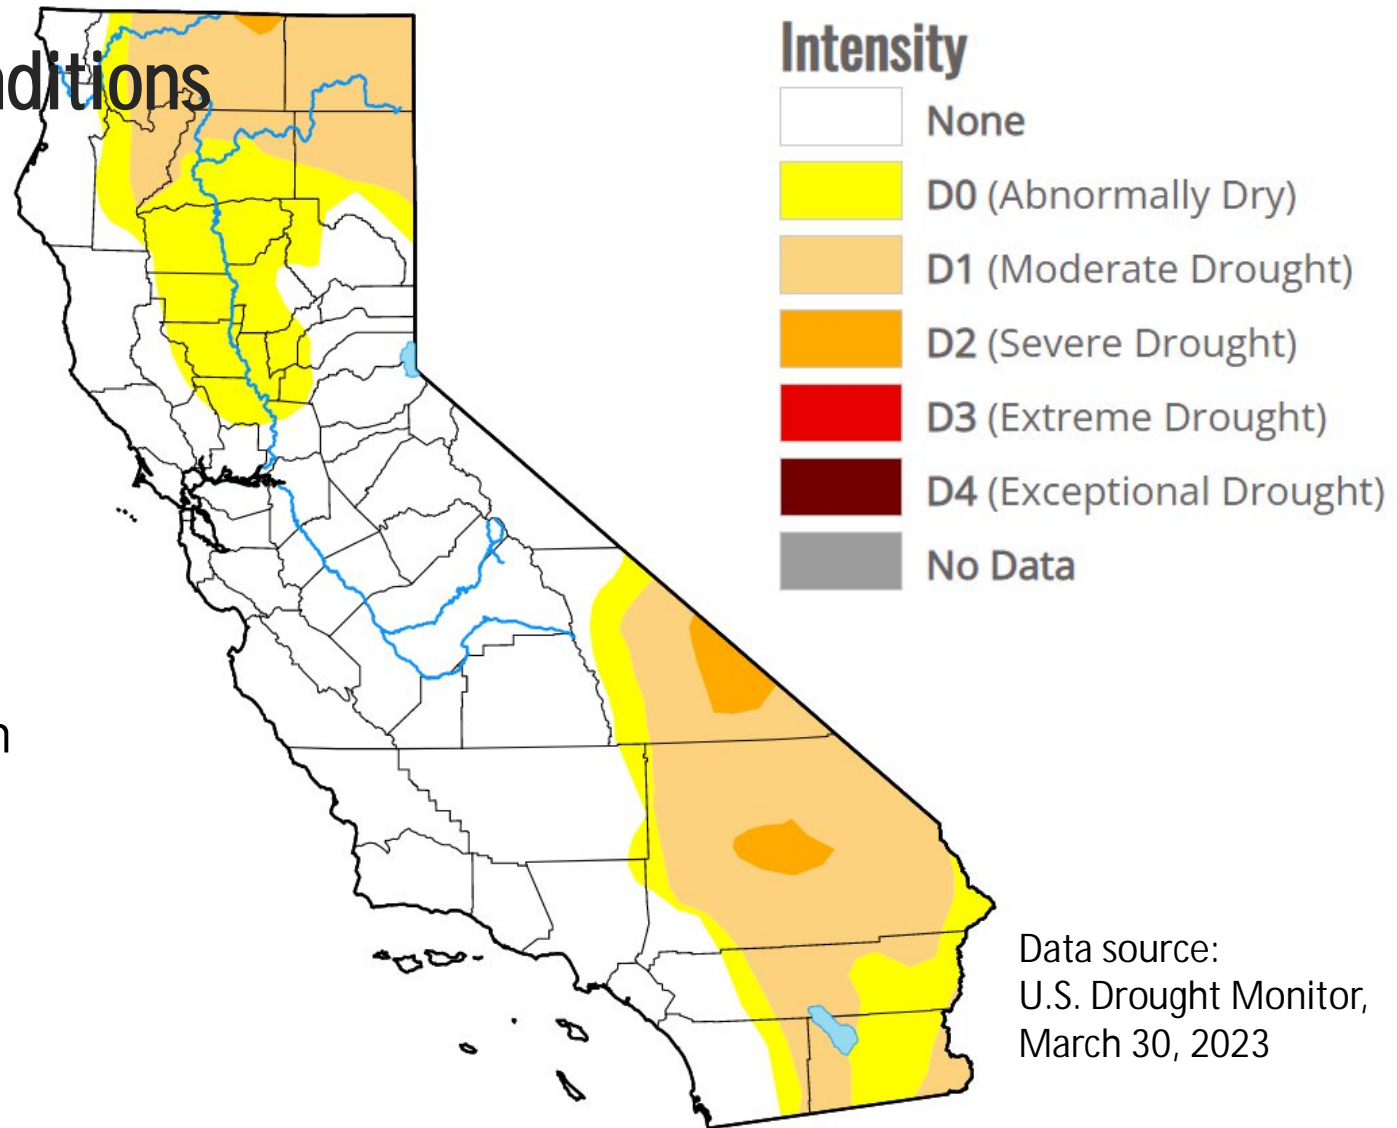 nditions
Intensity
None
D0 (Abnormally Dry)
D1 (Moderate Drought)
D2 (Severe Drought)
D3 (Extreme Drought)
D4 (Exceptional Drought)
No Data
n
Data source:
U.S. Drought Monitor,
March 30, 2023